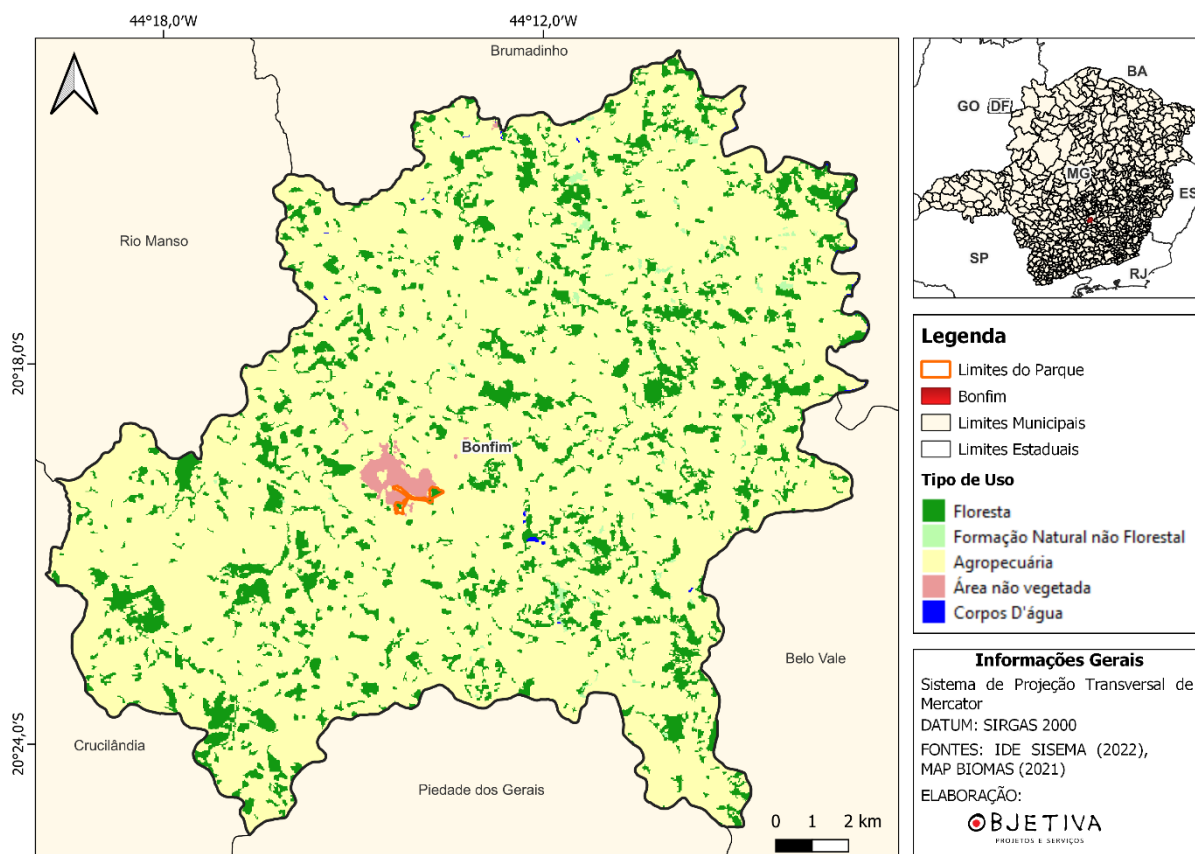 44°18,0'W
44°12,0'W
Brumadinho
Rio Manso
20°18,0'S
Bonfim
Belo Vale
20°24,0'S
Crucilândia
Piedade dos Gerais
0 1 2 km
BA
GO
DF
MG
ES
SP
RJ
Legenda
Limites do Parque
Bonfim
Limites Municipais
Limites Estaduais
Tipo de Uso
Floresta
Formação Natural não Florestal
Agropecuária
Área não vegetada
Corpos D'água
Informações Gerais
Sistema de Projeção Transversal de
Mercator
DATUM: SIRGAS 2000
FONTES: IDE SISEMA (2022),
MAP BIOMAS (2021)
ELABORAÇÃO:
OBJETIVA
PROJETOS E SERVIÇOS